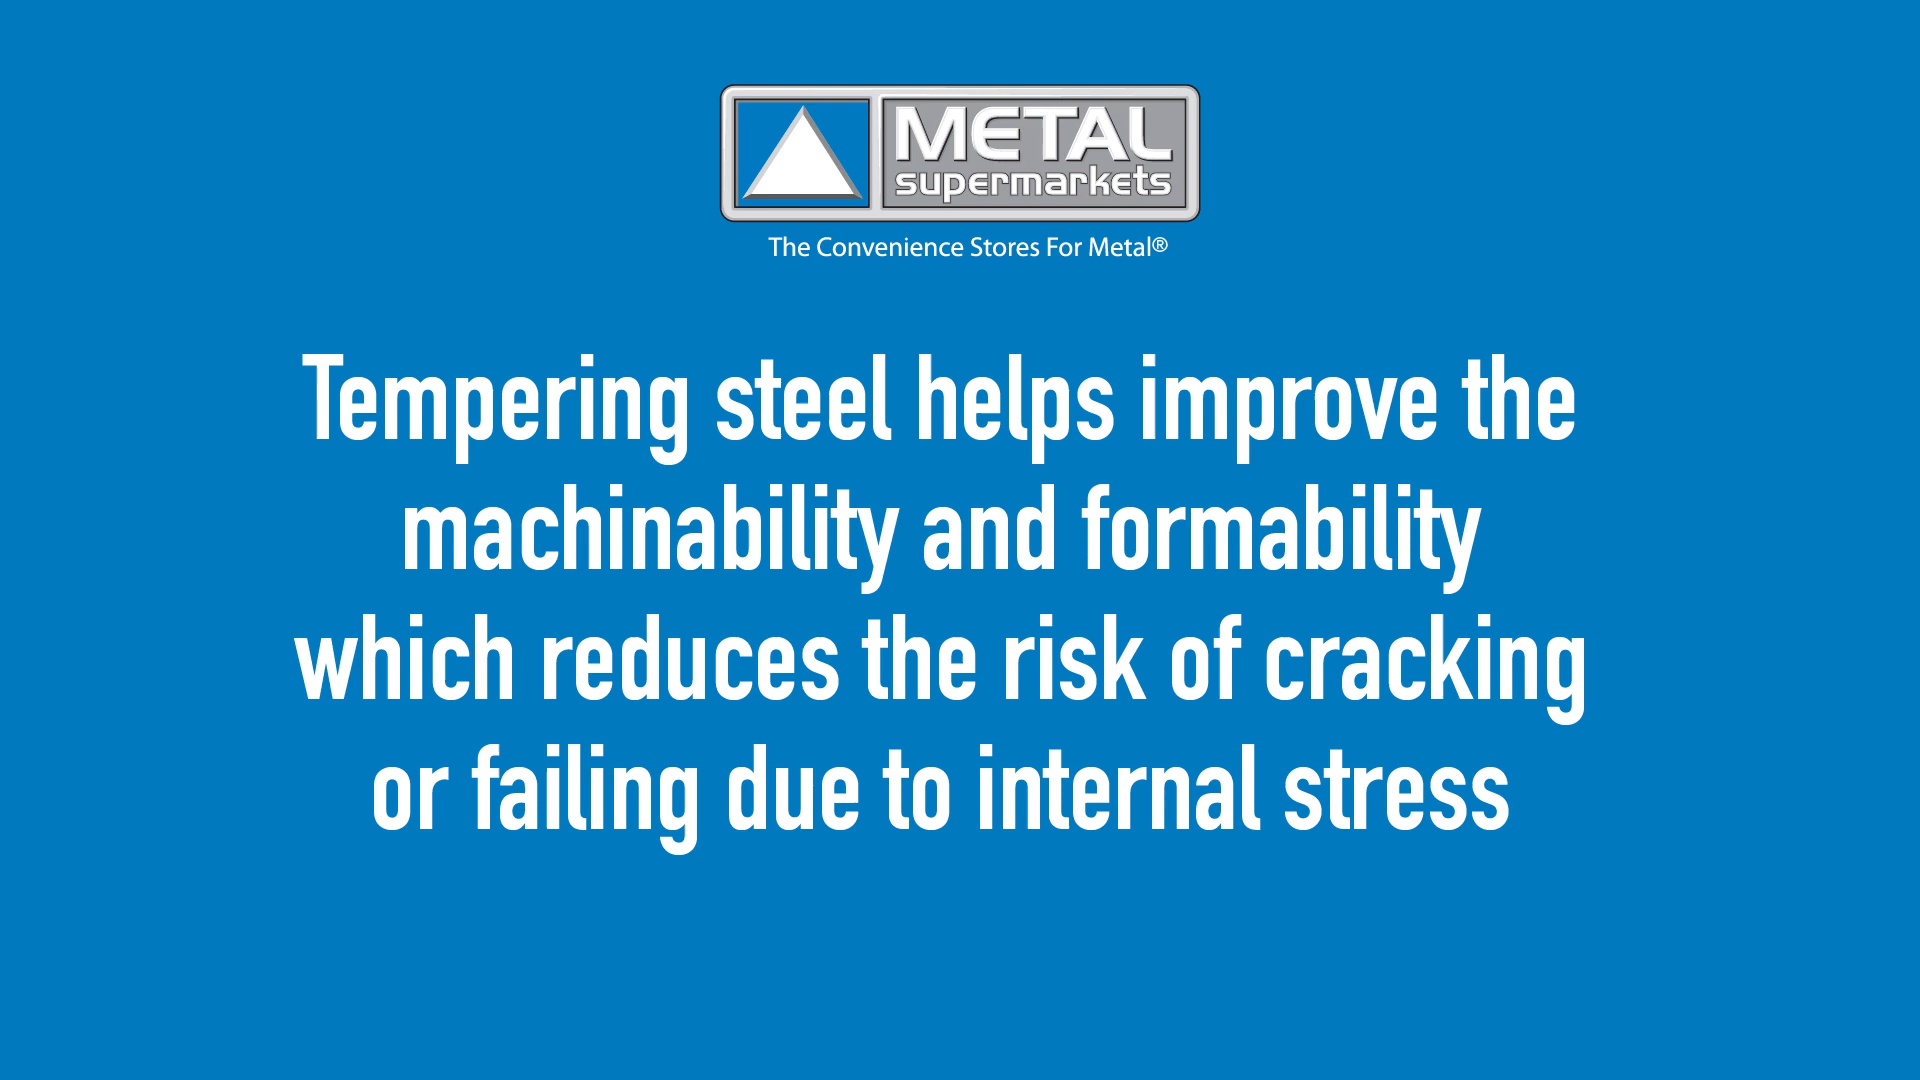 METAL
supermarkets
The Convenience Stores For Metal®
Tempering steel helps improve the
machinability and formability
which reduces the risk of cracking
or failing due to internal stress